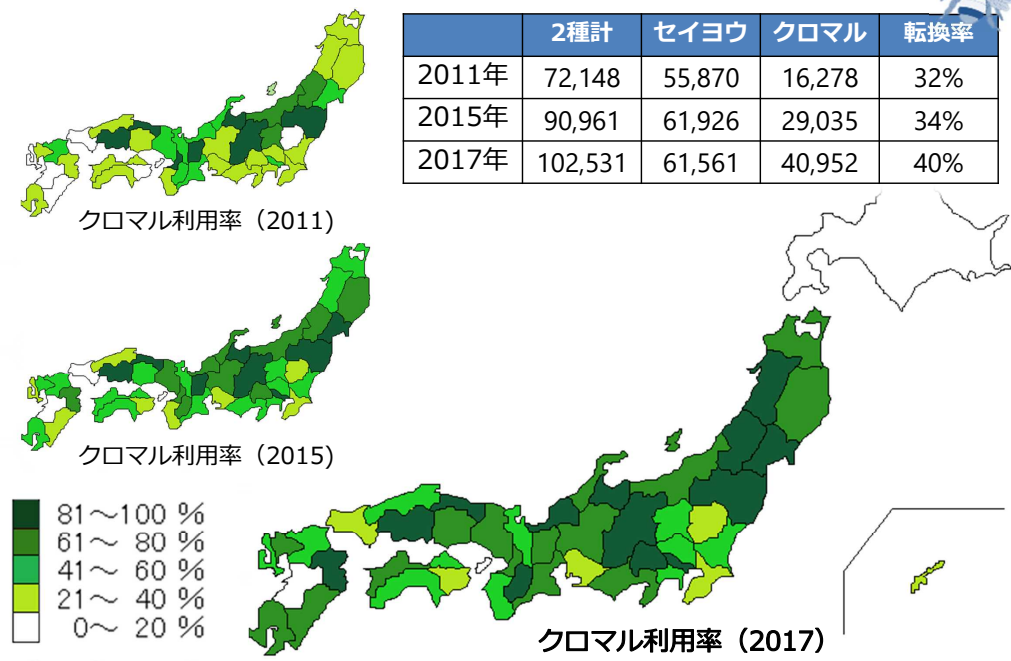 2種計 セイヨウ クロマル 転換率
2011年 72,148 55,870 16,278 32%
2015年 90,961 61,926 29,035 34%
2017年 102,531 61,561 40,952 40%
クロマル利用率（2011)
クロマル利用率（2015)
81～100 %
61～ 80 %
41～ 60 %
21～ 40 %
0～ 20 %
クロマル利用率（2017）